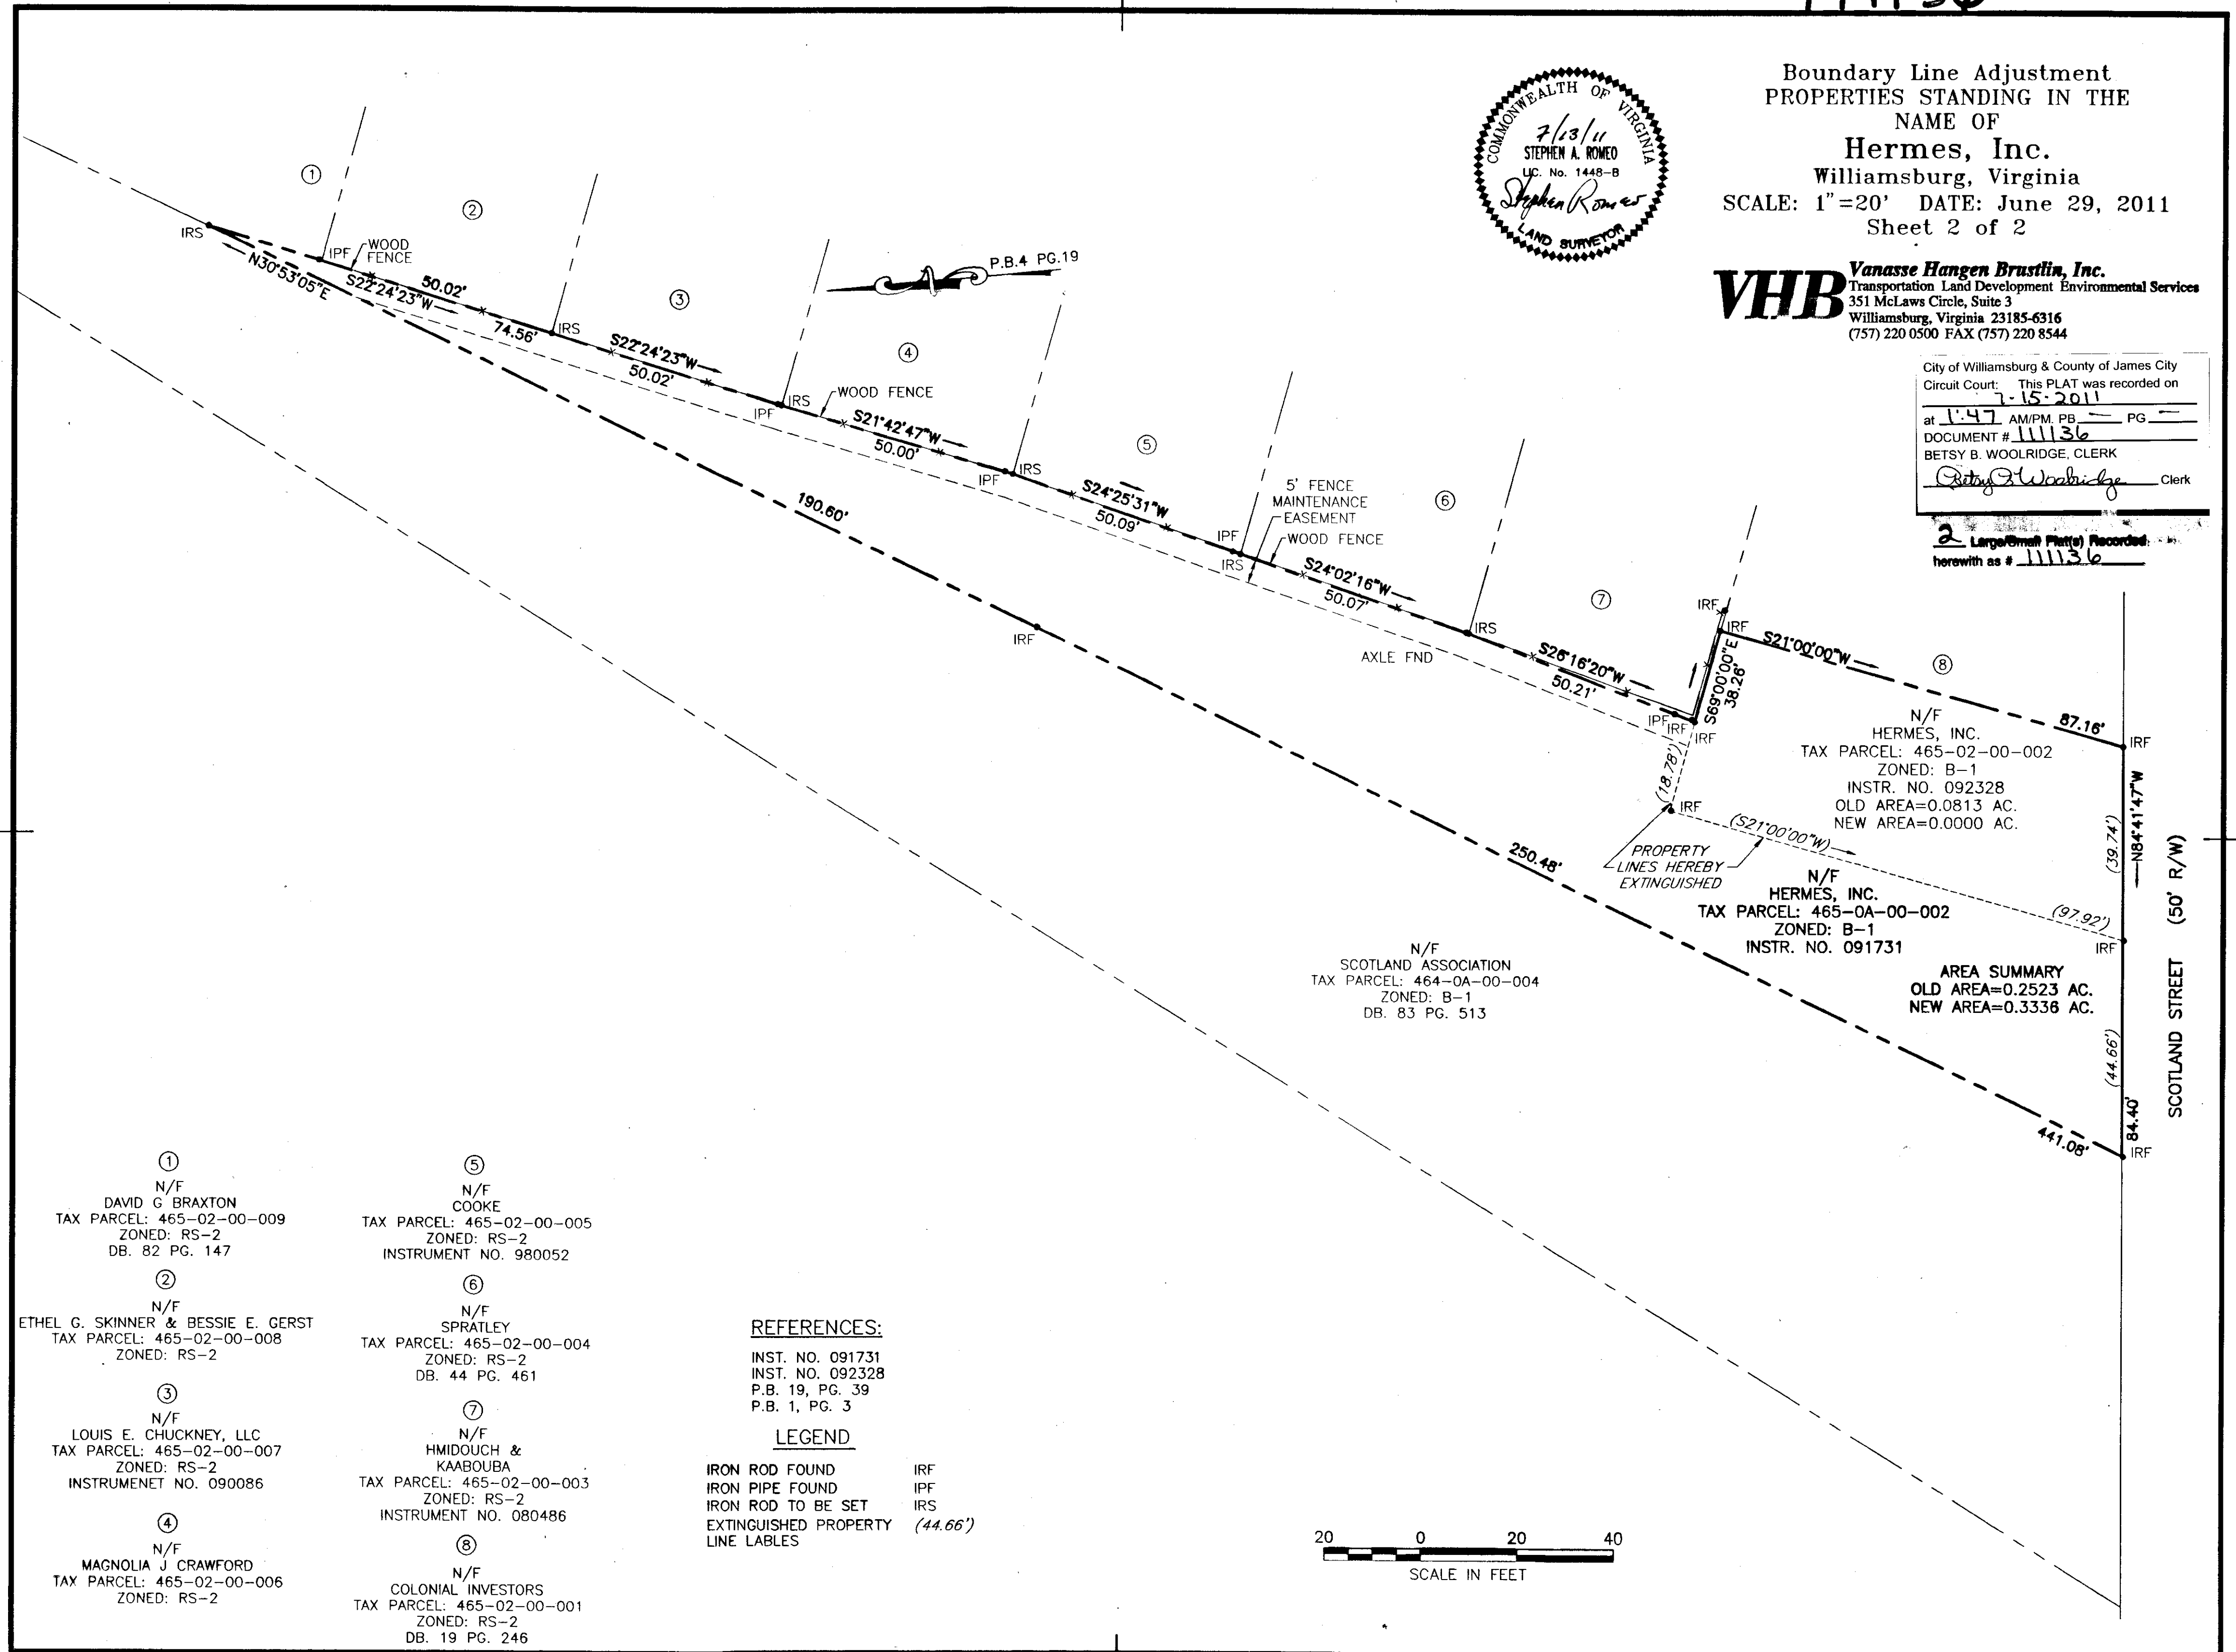 Boundary Line Adjustment
PROPERTIES STANDING IN THE
NAME OF
Hermes, Inc.
Williamsburg, Virginia
SCALE: 1"=20' DATE: June 29, 2011
Sheet 2 of 2
COMMONWEALTH OF VIRGINIA
7/13/11
STEPHEN A. ROMEO
LIC. No. 1448-B
Stephen Romeo
LAND SURVEYOR
VHB
Vanasse Hangen Brustlin, Inc.
Transportation Land Development Environmental Services
351 McLaws Circle, Suite 3
Williamsburg, Virginia 23185-6316
(757) 220 0500 FAX (757) 220 8544
City of Williamsburg & County of James City
Circuit Court: This PLAT was recorded on
7-15-2011
at 1:47 AM/PM. PB — PG —
DOCUMENT # 111136
BETSY B. WOOLRIDGE, CLERK
Betsy B Woolridge Clerk
2 Large/Small Plat(s) Recorded
herewith as # 111136
P.B.4 PG.19
1
2
3
4
5
6
7
8
IRS
IPF
WOOD
FENCE
N30°53'05"E
S22°24'23"W
50.02'
74.56'
IRS
S22°24'23"W
50.02'
IRS
IPF
WOOD FENCE
S21°42'47"W
50.00'
IRS
IPF
S24°25'31"W
50.09'
5' FENCE
MAINTENANCE
EASEMENT
WOOD FENCE
IPF
IRS
S24°02'16"W
50.07'
IRS
190.60'
IRF
AXLE FND
S26°16'20"W
50.21'
IPF
IRF
IRF
IRF
IRF
S69°00'00"E
38.26'
S21°00'00"W
87.16'
IRF
N/F
HERMES, INC.
TAX PARCEL: 465-02-00-002
ZONED: B-1
INSTR. NO. 092328
OLD AREA=0.0813 AC.
NEW AREA=0.0000 AC.
(18.78')
IRF
(S21°00'00"W)
(97.92')
IRF
PROPERTY
LINES HEREBY
EXTINGUISHED
250.48'
N/F
HERMES, INC.
TAX PARCEL: 465-0A-00-002
ZONED: B-1
INSTR. NO. 091731
AREA SUMMARY
OLD AREA=0.2523 AC.
NEW AREA=0.3336 AC.
N84°41'47"W
(39.74')
(44.66')
84.40'
441.08'
IRF
SCOTLAND STREET (50' R/W)
N/F
SCOTLAND ASSOCIATION
TAX PARCEL: 464-0A-00-004
ZONED: B-1
DB. 83 PG. 513
1
N/F
DAVID G BRAXTON
TAX PARCEL: 465-02-00-009
ZONED: RS-2
DB. 82 PG. 147
2
N/F
ETHEL G. SKINNER & BESSIE E. GERST
TAX PARCEL: 465-02-00-008
ZONED: RS-2
3
N/F
LOUIS E. CHUCKNEY, LLC
TAX PARCEL: 465-02-00-007
ZONED: RS-2
INSTRUMENET NO. 090086
4
N/F
MAGNOLIA J CRAWFORD
TAX PARCEL: 465-02-00-006
ZONED: RS-2
5
N/F
COOKE
TAX PARCEL: 465-02-00-005
ZONED: RS-2
INSTRUMENT NO. 980052
6
N/F
SPRATLEY
TAX PARCEL: 465-02-00-004
ZONED: RS-2
DB. 44 PG. 461
7
N/F
HMIDOUCH &
KAABOUBA
TAX PARCEL: 465-02-00-003
ZONED: RS-2
INSTRUMENT NO. 080486
8
N/F
COLONIAL INVESTORS
TAX PARCEL: 465-02-00-001
ZONED: RS-2
DB. 19 PG. 246
REFERENCES:
INST. NO. 091731
INST. NO. 092328
P.B. 19, PG. 39
P.B. 1, PG. 3
LEGEND
IRON ROD FOUND IRF
IRON PIPE FOUND IPF
IRON ROD TO BE SET IRS
EXTINGUISHED PROPERTY (44.66')
LINE LABLES
20 0 20 40
SCALE IN FEET